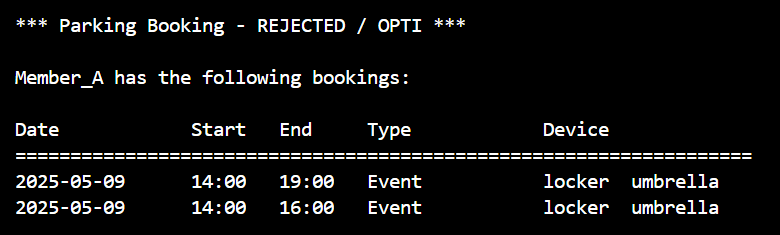 *** Parking Booking - REJECTED / OPTI ***
Member_A has the following bookings:
Date Start End Type Device
===================================================================
2025-05-09 14:00 19:00 Event locker umbrella
2025-05-09 14:00 16:00 Event locker umbrella